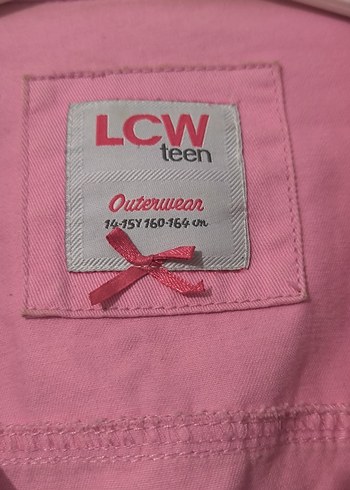 LCW
teen
Outerwear
14-15Y 160-164 cm